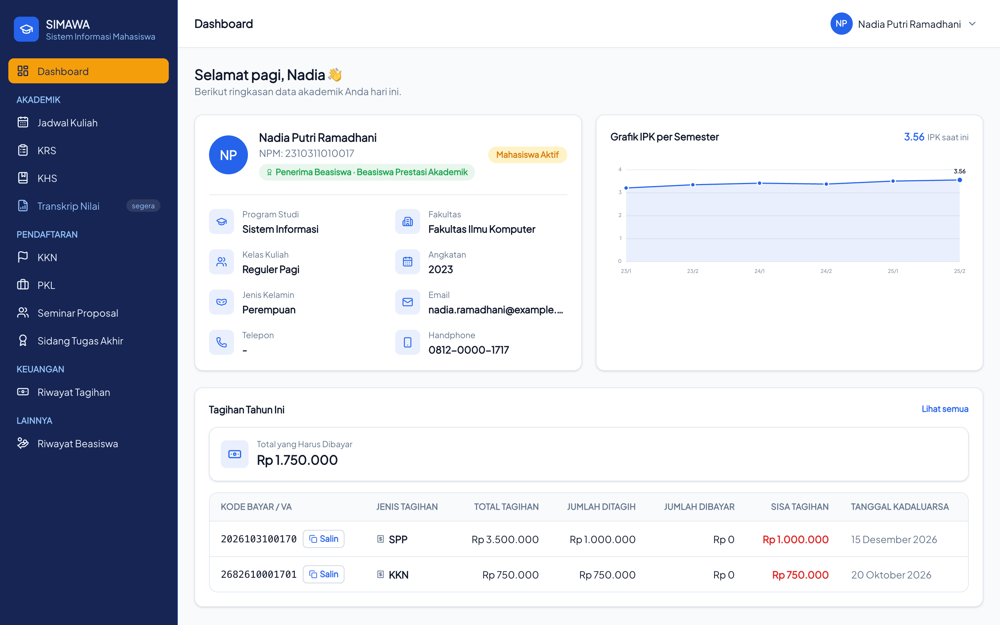 SIMAWA
Sistem Informasi Mahasiswa
Dashboard
AKADEMIK
Jadwal Kuliah
KRS
KHS
Transkrip Nilai segera
PENDAFTARAN
KKN
PKL
Seminar Proposal
Sidang Tugas Akhir
KEUANGAN
Riwayat Tagihan
LAINNYA
Riwayat Beasiswa
Dashboard
NP Nadia Putri Ramadhani
Selamat pagi, Nadia 👋
Berikut ringkasan data akademik Anda hari ini.
NP
Nadia Putri Ramadhani
NPM: 2310311010017
Penerima Beasiswa · Beasiswa Prestasi Akademik
Mahasiswa Aktif
Program Studi
Sistem Informasi
Fakultas
Fakultas Ilmu Komputer
Kelas Kuliah
Reguler Pagi
Angkatan
2023
Jenis Kelamin
Perempuan
Email
nadia.ramadhani@example....
Telepon
-
Handphone
0812-0000-1717
Grafik IPK per Semester
3.56 IPK saat ini
3.56
4
3
2
1
0
23/1 23/2 24/1 24/2 25/1 25/2
Tagihan Tahun Ini
Lihat semua
Total yang Harus Dibayar
Rp 1.750.000
KODE BAYAR / VA JENIS TAGIHAN TOTAL TAGIHAN JUMLAH DITAGIH JUMLAH DIBAYAR SISA TAGIHAN TANGGAL KADALUARSA
2026103100170 Salin SPP Rp 3.500.000 Rp 1.000.000 Rp 0 Rp 1.000.000 15 Desember 2026
2682610001701 Salin KKN Rp 750.000 Rp 750.000 Rp 0 Rp 750.000 20 Oktober 2026